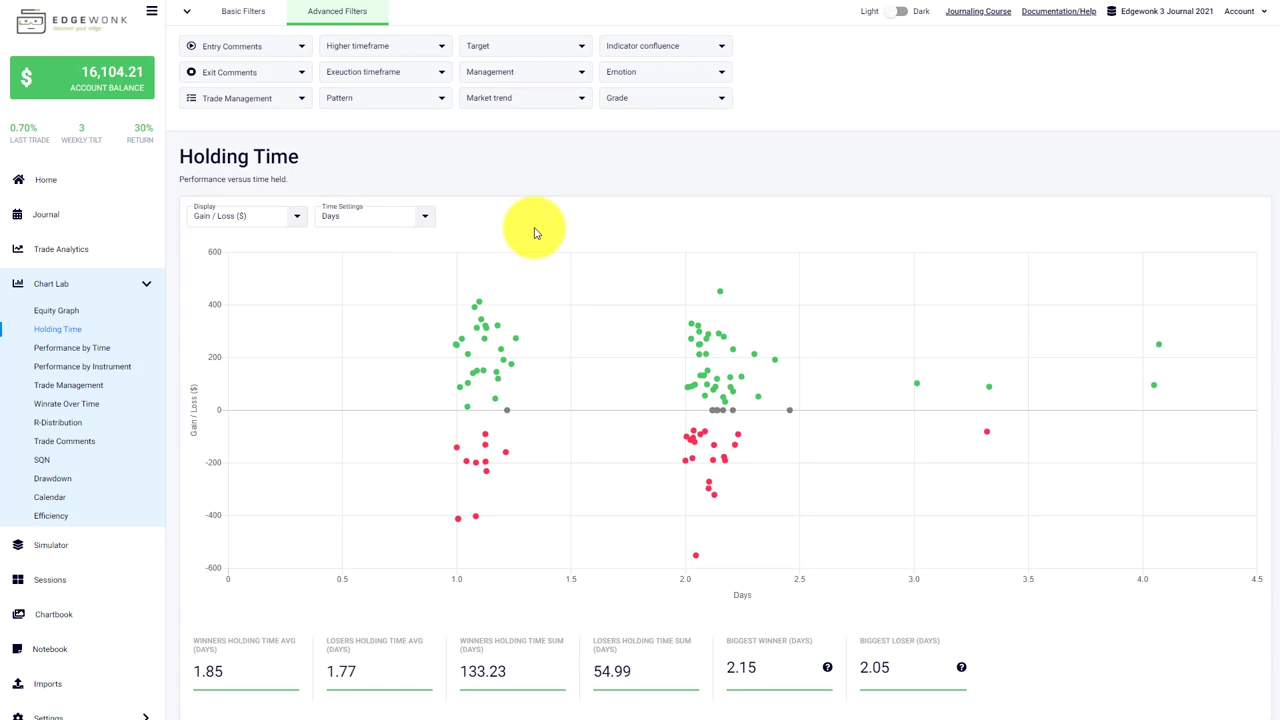 EDGEWONK
discover your edge
$
16,104.21
ACCOUNT BALANCE
0.70%
LAST TRADE
3
WEEKLY TILT
30%
RETURN
Home
Journal
Trade Analytics
Chart Lab
Equity Graph
Holding Time
Performance by Time
Performance by Instrument
Trade Management
Winrate Over Time
R-Distribution
Trade Comments
SQN
Drawdown
Calendar
Efficiency
Simulator
Sessions
Chartbook
Notebook
Imports
Settings
Basic Filters
Advanced Filters
Light
Dark
Journaling Course
Documentation/Help
Edgewonk 3 Journal 2021
Account
Entry Comments
Higher timeframe
Target
Indicator confluence
Exit Comments
Exeuction timeframe
Management
Emotion
Trade Management
Pattern
Market trend
Grade
Holding Time
Performance versus time held.
Display
Gain / Loss ($)
Time Settings
Days
600
400
200
0
-200
-400
-600
Gain / Loss ($)
0
0.5
1.0
1.5
2.0
2.5
3.0
3.5
4.0
4.5
Days
WINNERS HOLDING TIME AVG
(DAYS)
1.85
LOSERS HOLDING TIME AVG
(DAYS)
1.77
WINNERS HOLDING TIME SUM
(DAYS)
133.23
LOSERS HOLDING TIME SUM
(DAYS)
54.99
BIGGEST WINNER (DAYS)
2.15
?
BIGGEST LOSER (DAYS)
2.05
?